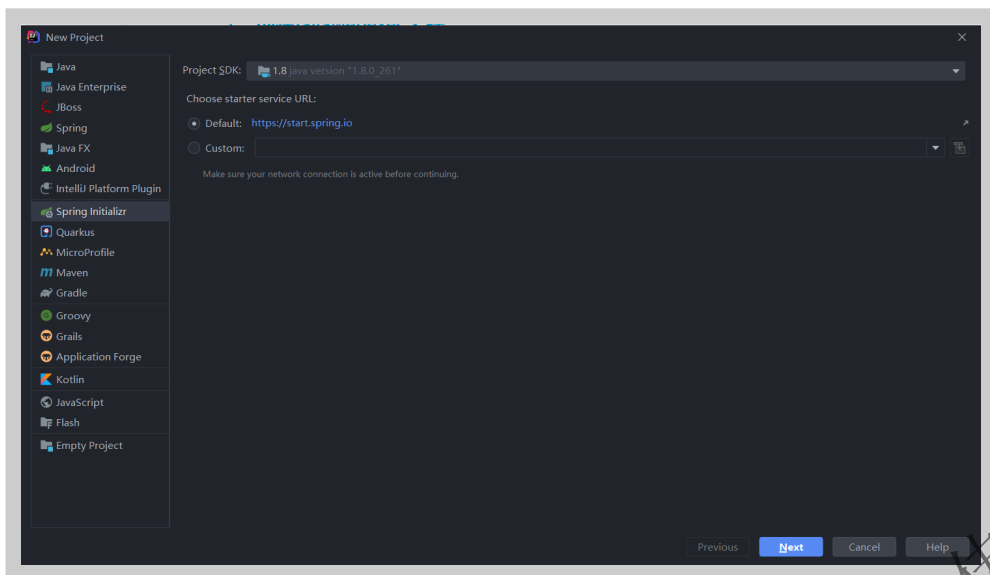 New Project
Java
Java Enterprise
JBoss
Spring
Java FX
Android
IntelliJ Platform Plugin
Spring Initializr
Quarkus
MicroProfile
Maven
Gradle
Groovy
Grails
Application Forge
Kotlin
JavaScript
Flash
Empty Project
Project SDK: 1.8 java version "1.8.0_261"
Choose starter service URL:
Default: https://start.spring.io
Custom:
Make sure your network connection is active before continuing.
Previous Next Cancel Help